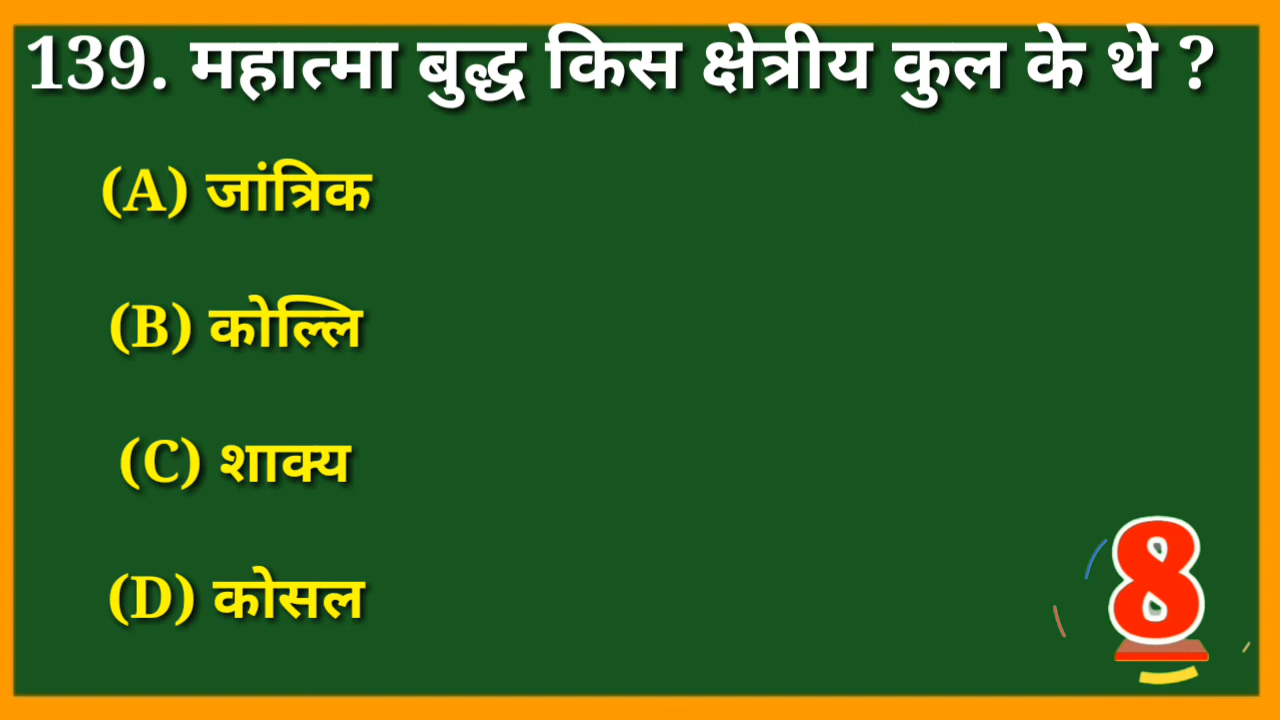 139. महात्मा बुद्ध किस क्षेत्रीय कुल के थे ?
(A) जांत्रिक
(B) कोल्लि
(C) शाक्य
(D) कोसल
8